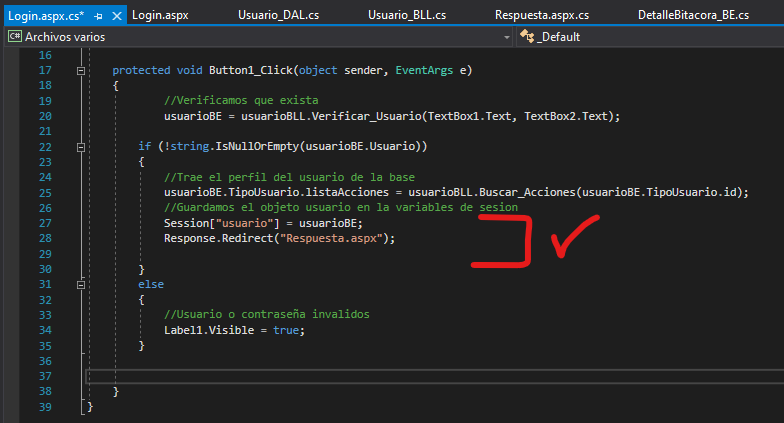 Login.aspx.cs* Login.aspx Usuario_DAL.cs Usuario_BLL.cs Respuesta.aspx.cs DetalleBitacora_BE.cs
C# Archivos varios _Default
16
17 protected void Button1_Click(object sender, EventArgs e)
18 {
19 //Verificamos que exista
20 usuarioBE = usuarioBLL.Verificar_Usuario(TextBox1.Text, TextBox2.Text);
21
22 if (!string.IsNullOrEmpty(usuarioBE.Usuario))
23 {
24 //Trae el perfil del usuario de la base
25 usuarioBE.TipoUsuario.listaAcciones = usuarioBLL.Buscar_Acciones(usuarioBE.TipoUsuario.id);
26 //Guardamos el objeto usuario en la variables de sesion
27 Session["usuario"] = usuarioBE;
28 Response.Redirect("Respuesta.aspx");
29
30 }
31 else
32 {
33 //Usuario o contraseña invalidos
34 Label1.Visible = true;
35 }
36
37
38 }
39 }